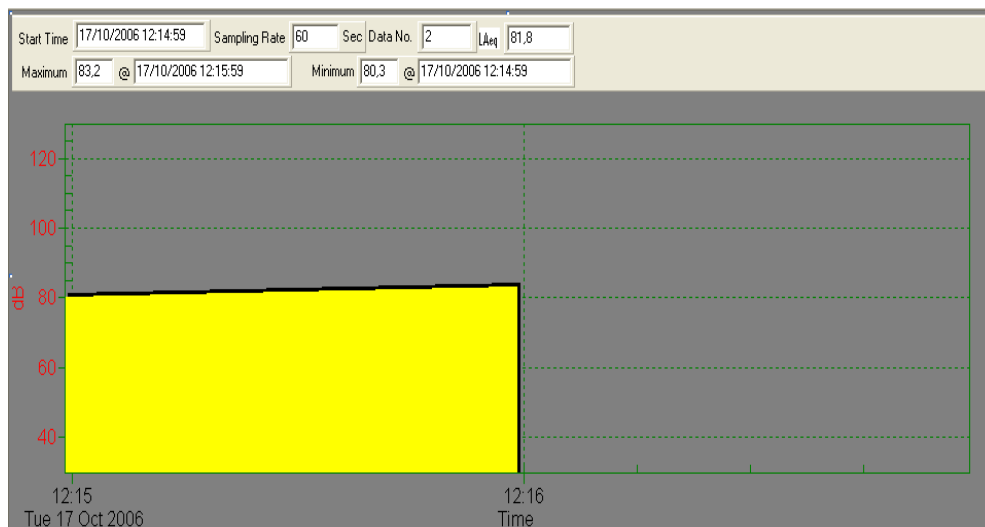 Start Time 17/10/2006 12:14:59 Sampling Rate 60 Sec Data No. 2 LAeq 81,8
Maximum 83,2 @ 17/10/2006 12:15:59 Minimum 80,3 @ 17/10/2006 12:14:59
120
100
80
dB
60
40
12:15 12:16
Tue 17 Oct 2006 Time